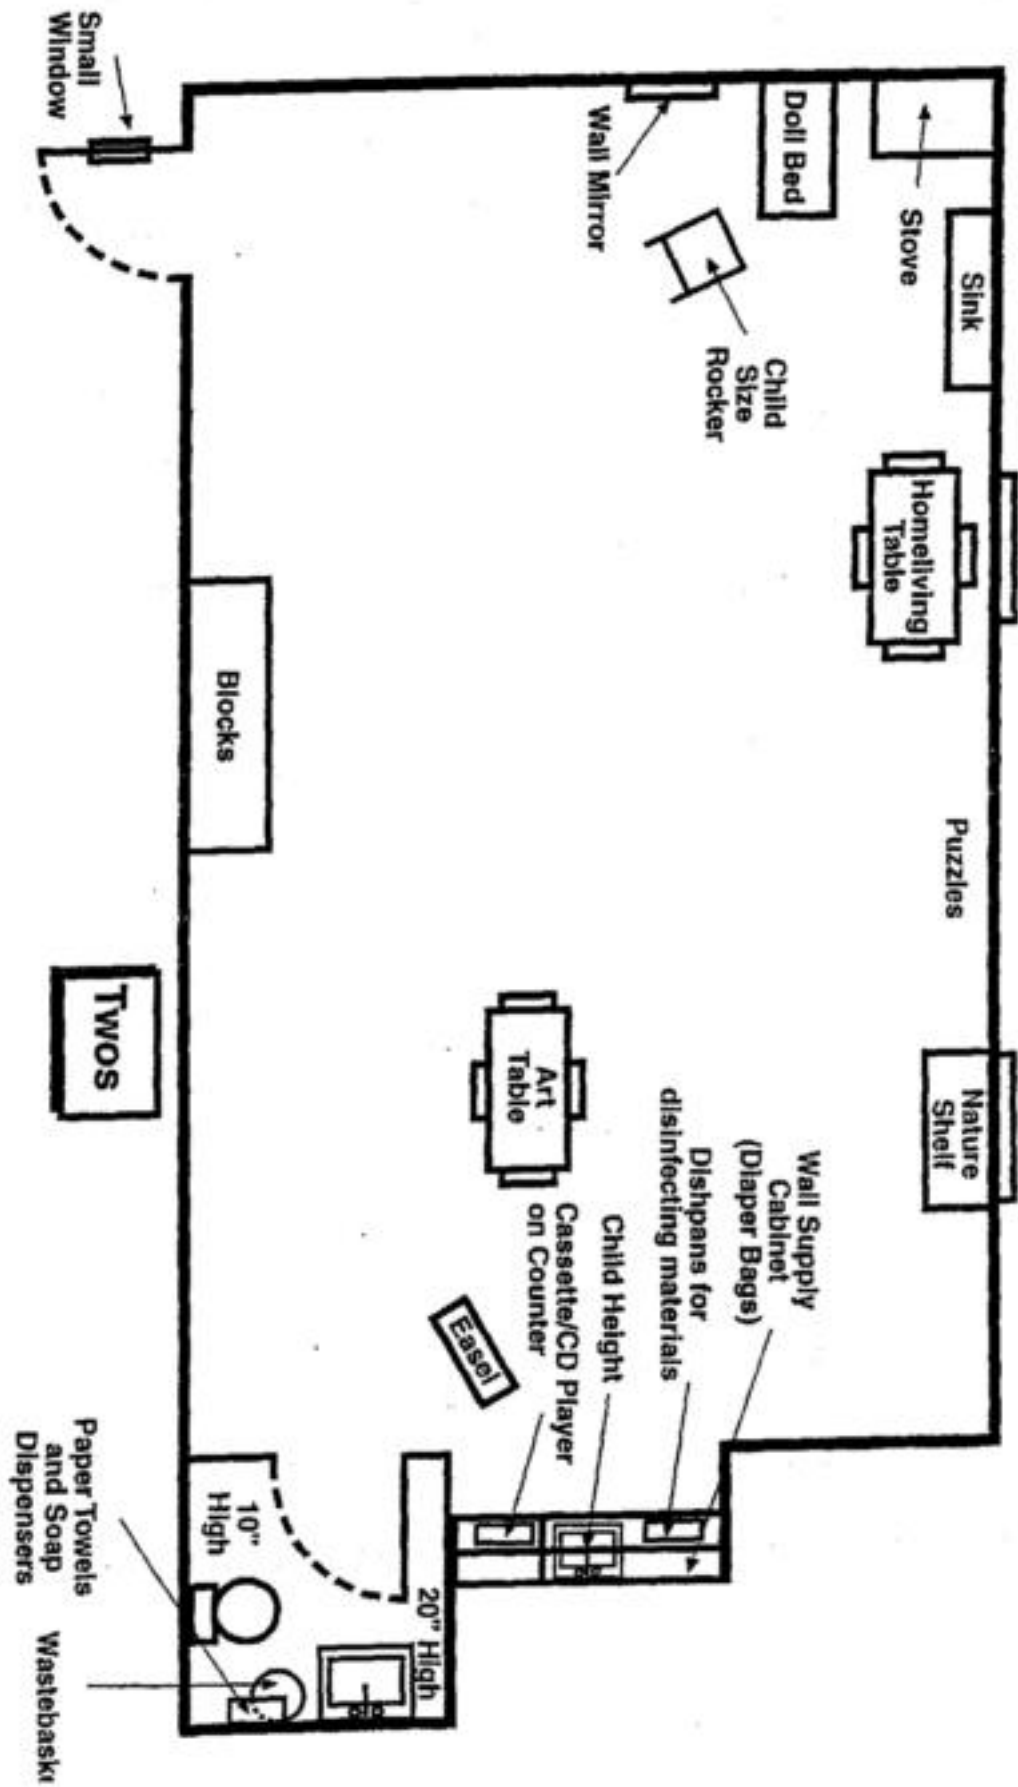 Stove
Sink
Doll Bed
Wall Mirror
Child
Size
Rocker
Small
Window
Homeliving
Table
Puzzles
Nature
Shelf
Blocks
Art
Table
Wall Supply
Cabinet
(Diaper Bags)
Dishpans for
disinfecting materials
Child Height
Cassette/CD Player
on Counter
Easel
Twos
10"
High
20" High
Paper Towels
and Soap
Dispensers